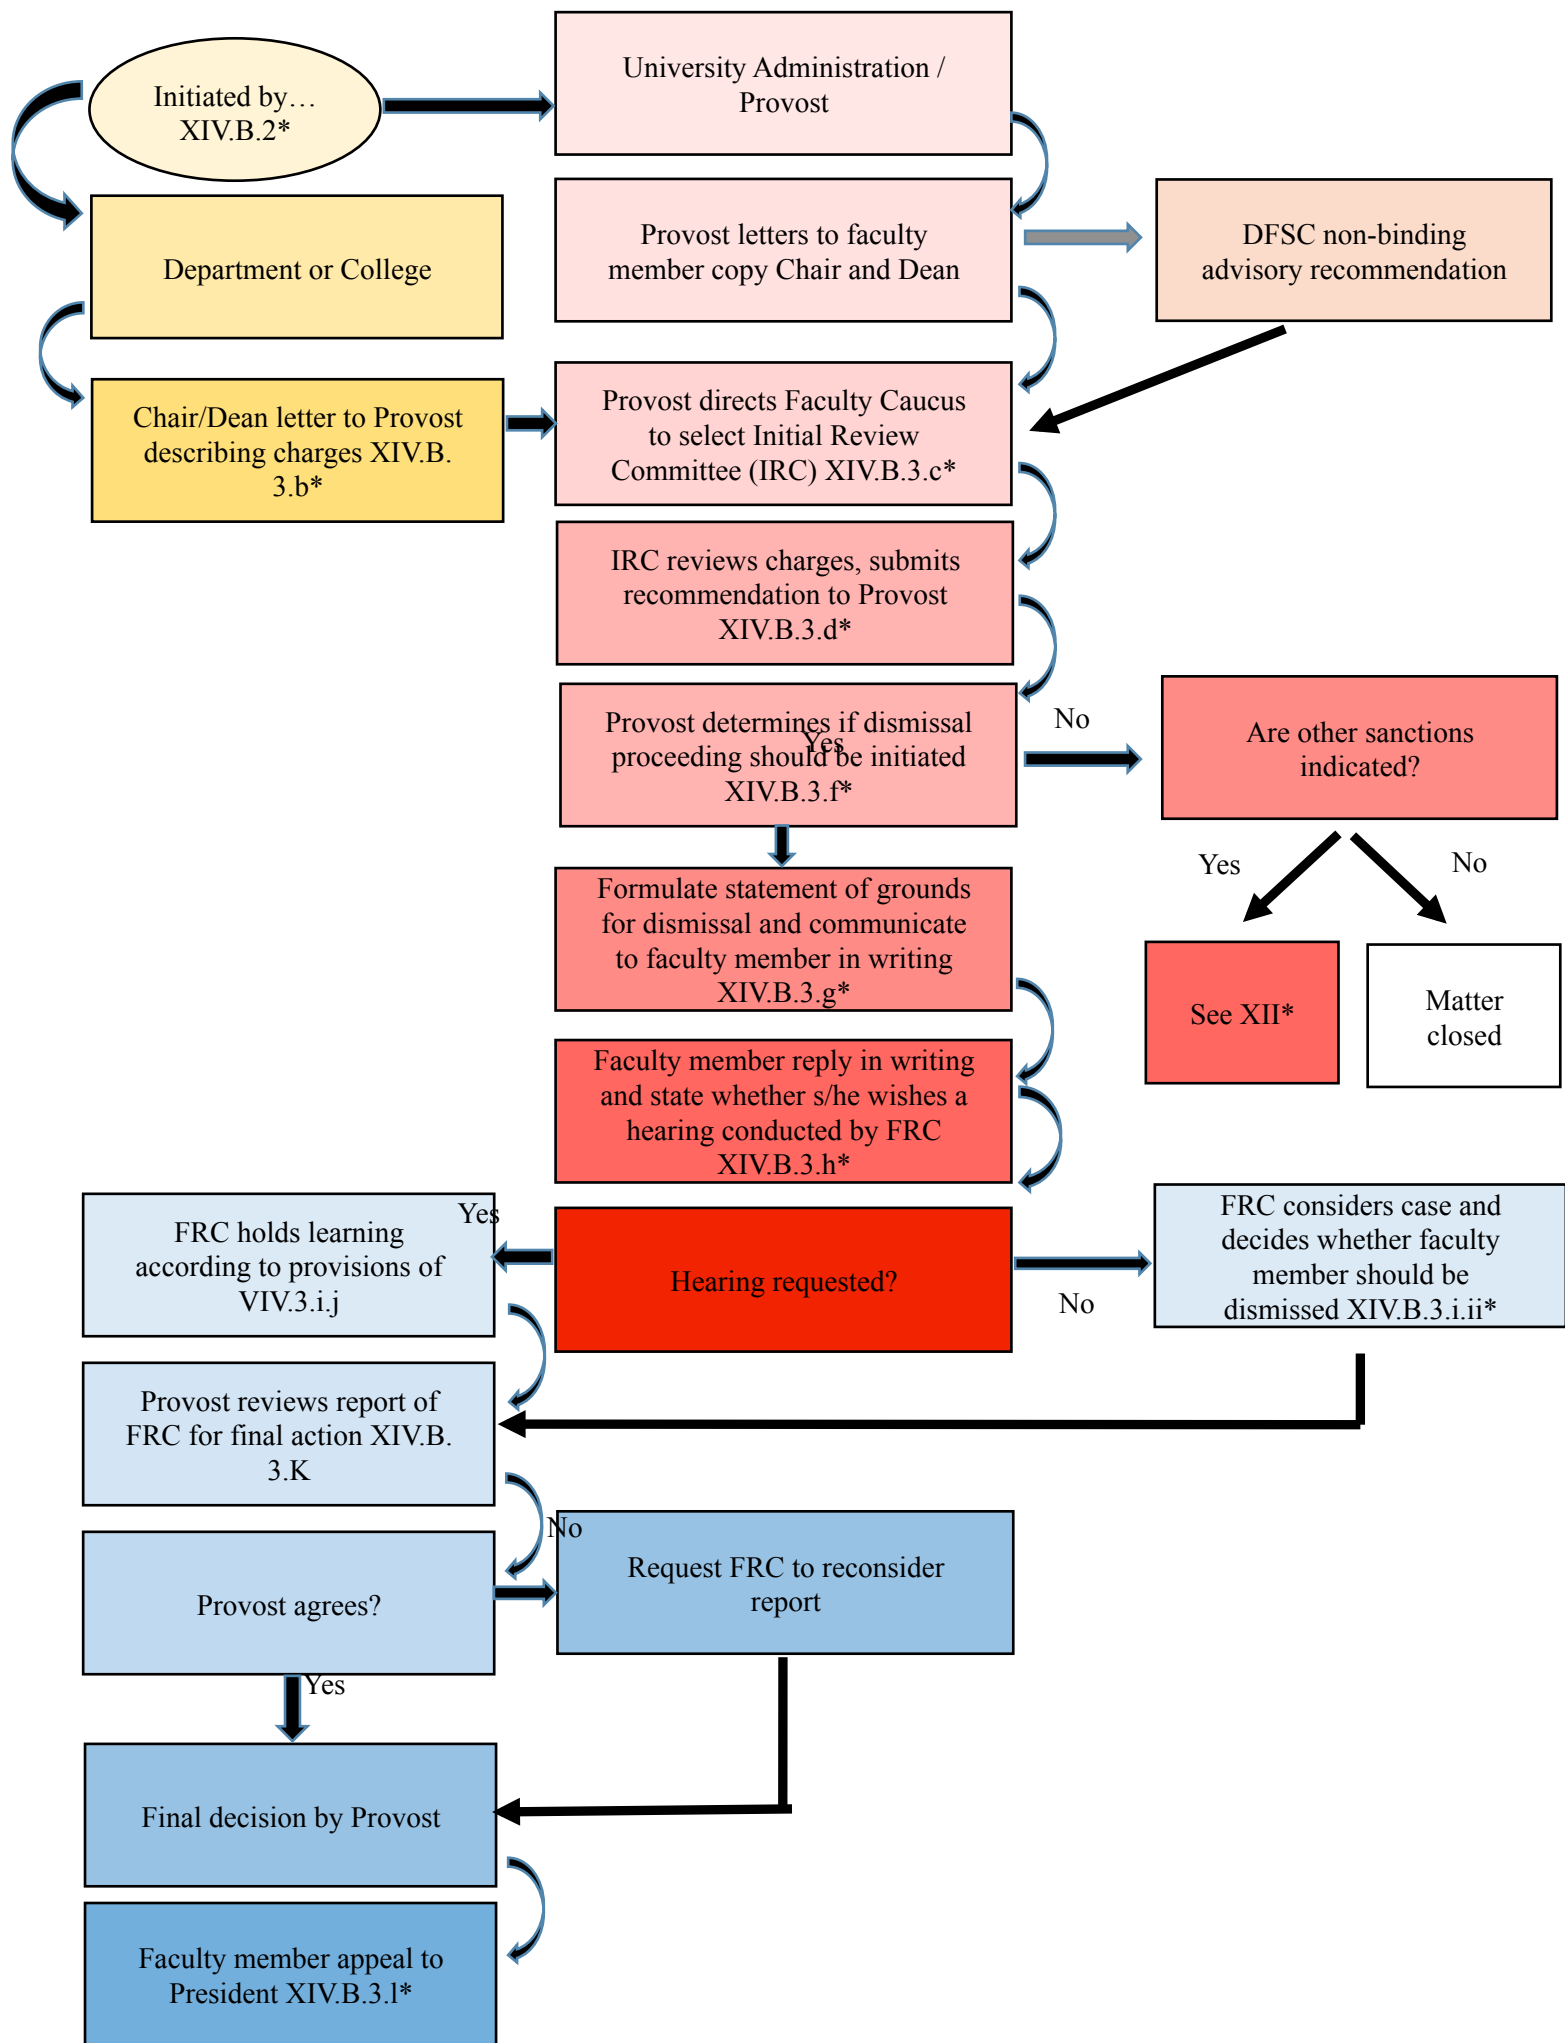 Initiated by…
XIV.B.2*
University Administration /
Provost
Department or College
Provost letters to faculty
member copy Chair and Dean
DFSC non-binding
advisory recommendation
Chair/Dean letter to Provost
describing charges XIV.B.
3.b*
Provost directs Faculty Caucus
to select Initial Review
Committee (IRC) XIV.B.3.c*
IRC reviews charges, submits
recommendation to Provost
XIV.B.3.d*
Provost determines if dismissal
proceeding should be initiated
XIV.B.3.f*
Yes
No
Are other sanctions
indicated?
Yes
No
Formulate statement of grounds
for dismissal and communicate
to faculty member in writing
XIV.B.3.g*
See XII*
Matter
closed
Faculty member reply in writing
and state whether s/he wishes a
hearing conducted by FRC
XIV.B.3.h*
FRC holds learning
according to provisions of
VIV.3.i.j
Yes
Hearing requested?
No
FRC considers case and
decides whether faculty
member should be
dismissed XIV.B.3.i.ii*
Provost reviews report of
FRC for final action XIV.B.
3.K
No
Provost agrees?
Request FRC to reconsider
report
Yes
Final decision by Provost
Faculty member appeal to
President XIV.B.3.l*